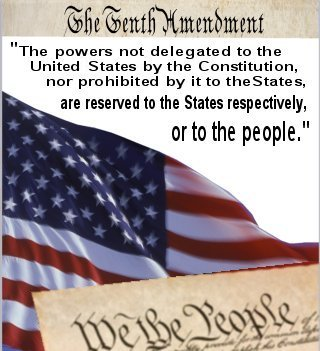 The Tenth Amendment
"The powers not delegated to the
United States by the Constitution,
nor prohibited by it to theStates,
are reserved to the States respectively,
or to the people."
We the People